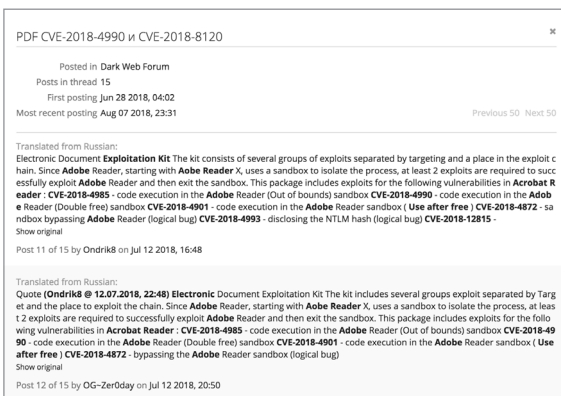 PDF CVE-2018-4990 и CVE-2018-8120
Posted in Dark Web Forum
Posts in thread 15
First posting Jun 28 2018, 04:02
Most recent posting Aug 07 2018, 23:31
Previous 50 Next 50
Translated from Russian:
Electronic Document Exploitation Kit The kit consists of several groups of exploits separated by targeting and a place in the exploit c
hain. Since Adobe Reader, starting with Aobe Reader X, uses a sandbox to isolate the process, at least 2 exploits are required to succ
essfully exploit Adobe Reader and then exit the sandbox. This package includes exploits for the following vulnerabilities in Acrobat R
eader : CVE-2018-4985 - code execution in the Adobe Reader (Out of bounds) sandbox CVE-2018-4990 - code execution in the Adob
e Reader (Double free) sandbox CVE-2018-4901 - code execution in the Adobe Reader sandbox ( Use after free ) CVE-2018-4872 - sa
ndbox bypassing Adobe Reader (logical bug) CVE-2018-4993 - disclosing the NTLM hash (logical bug) CVE-2018-12815 -
Show original
Post 11 of 15 by Ondrik8 on Jul 12 2018, 16:48
Translated from Russian:
Quote (Ondrik8 @ 12.07.2018, 22:48) Electronic Document Exploitation Kit The kit includes several groups exploit separated by Targ
et and the place to exploit the chain. Since Adobe Reader, starting with Aobe Reader X, uses a sandbox to isolate the process, at leas
t 2 exploits are required to successfully exploit Adobe Reader and then exit the sandbox. This package includes exploits for the follo
wing vulnerabilities in Acrobat Reader : CVE-2018-4985 - code execution in the Adobe Reader (Out of bounds) sandbox CVE-2018-49
90 - code execution in the Adobe Reader (Double free) sandbox CVE-2018-4901 - code execution in the Adobe Reader sandbox ( Use
after free ) CVE-2018-4872 - bypassing the Adobe Reader sandbox (logical bug)
Show original
Post 12 of 15 by OG~Zer0day on Jul 12 2018, 20:50